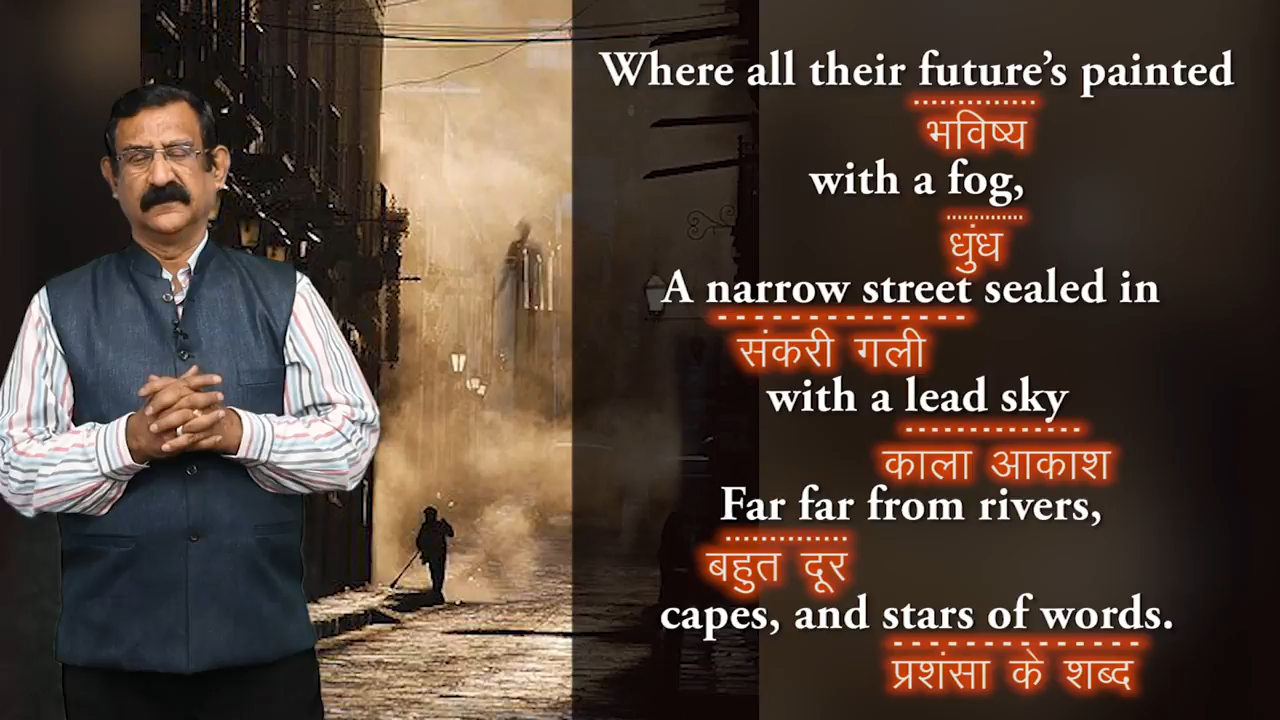 Where all their future’s painted
भविष्य
with a fog,
धुंध
A narrow street sealed in
संकरी गली
with a lead sky
काला आकाश
Far far from rivers,
बहुत दूर
capes, and stars of words.
प्रशंसा के शब्द